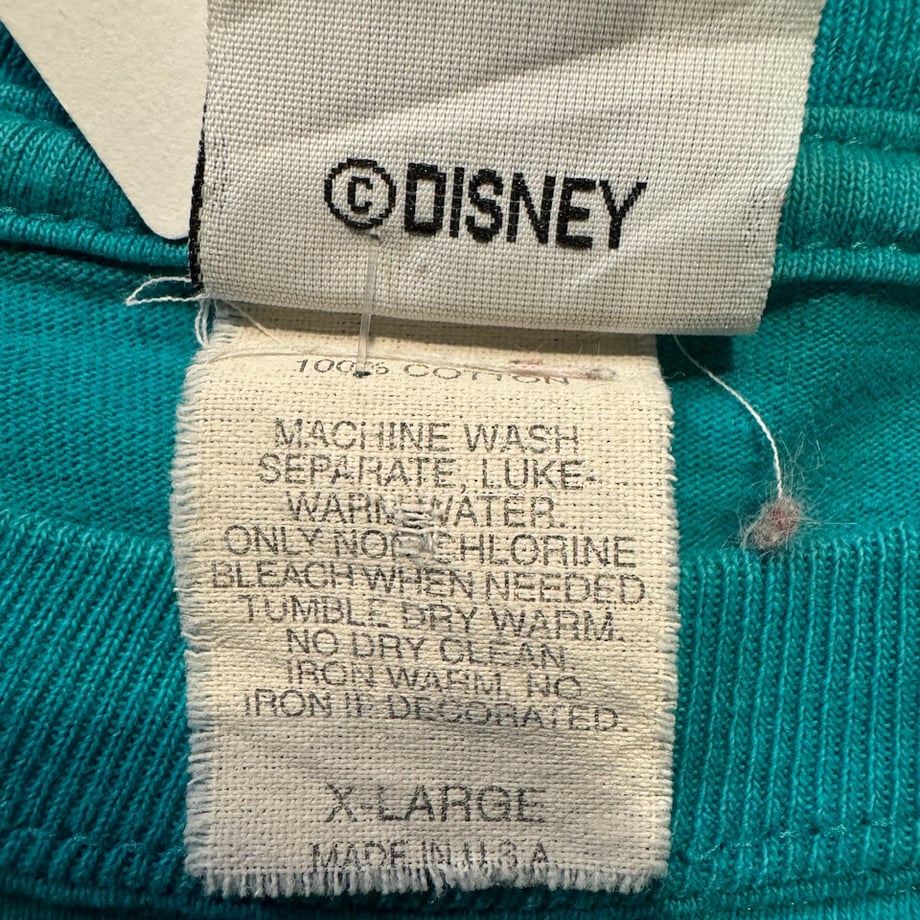 ©DISNEY
100% COTTON
MACHINE WASH
SEPARATE, LUKE-
WARM WATER.
ONLY NON CHLORINE
BLEACH WHEN NEEDED.
TUMBLE DRY WARM.
NO DRY CLEAN.
IRON WARM. NO
IRON IF DECORATED.
X-LARGE
MADE IN U.S.A.